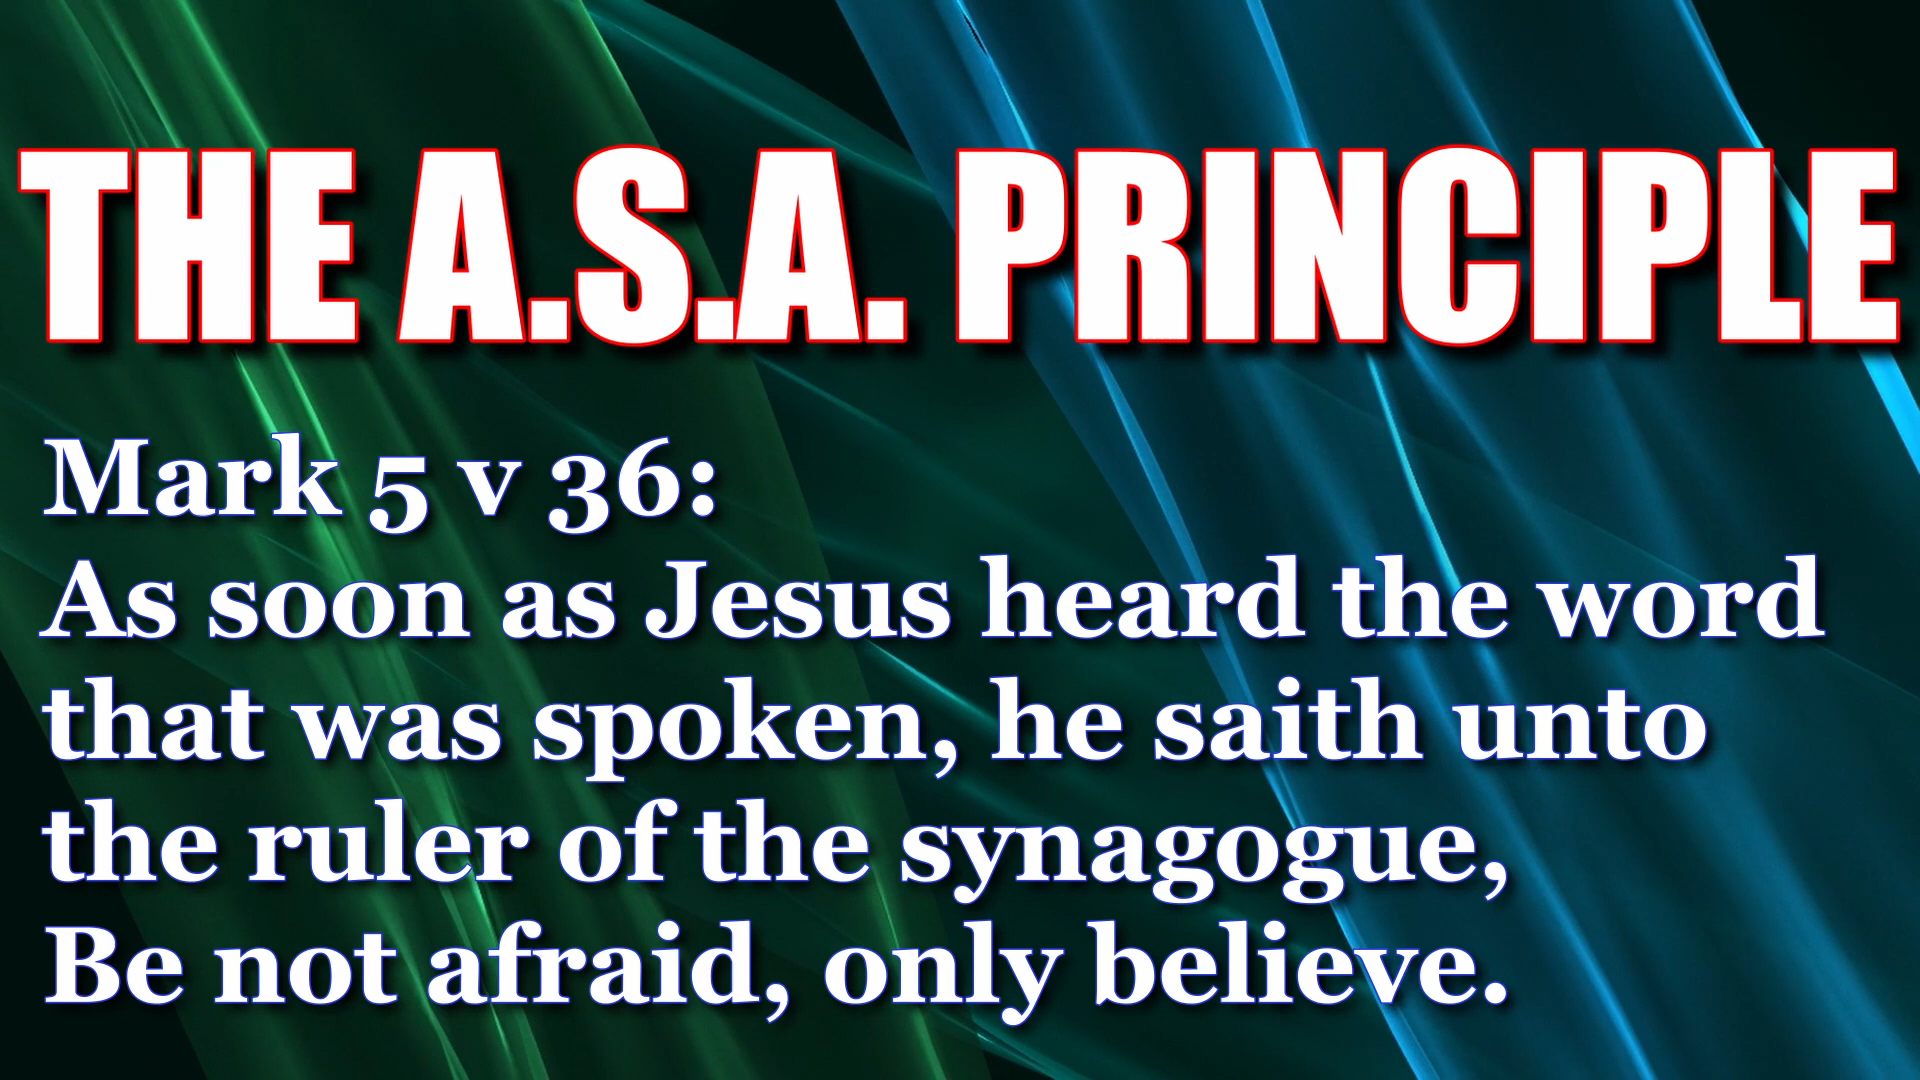 THE A.S.A. PRINCIPLE
Mark 5 v 36:
As soon as Jesus heard the word
that was spoken, he saith unto
the ruler of the synagogue,
Be not afraid, only believe.